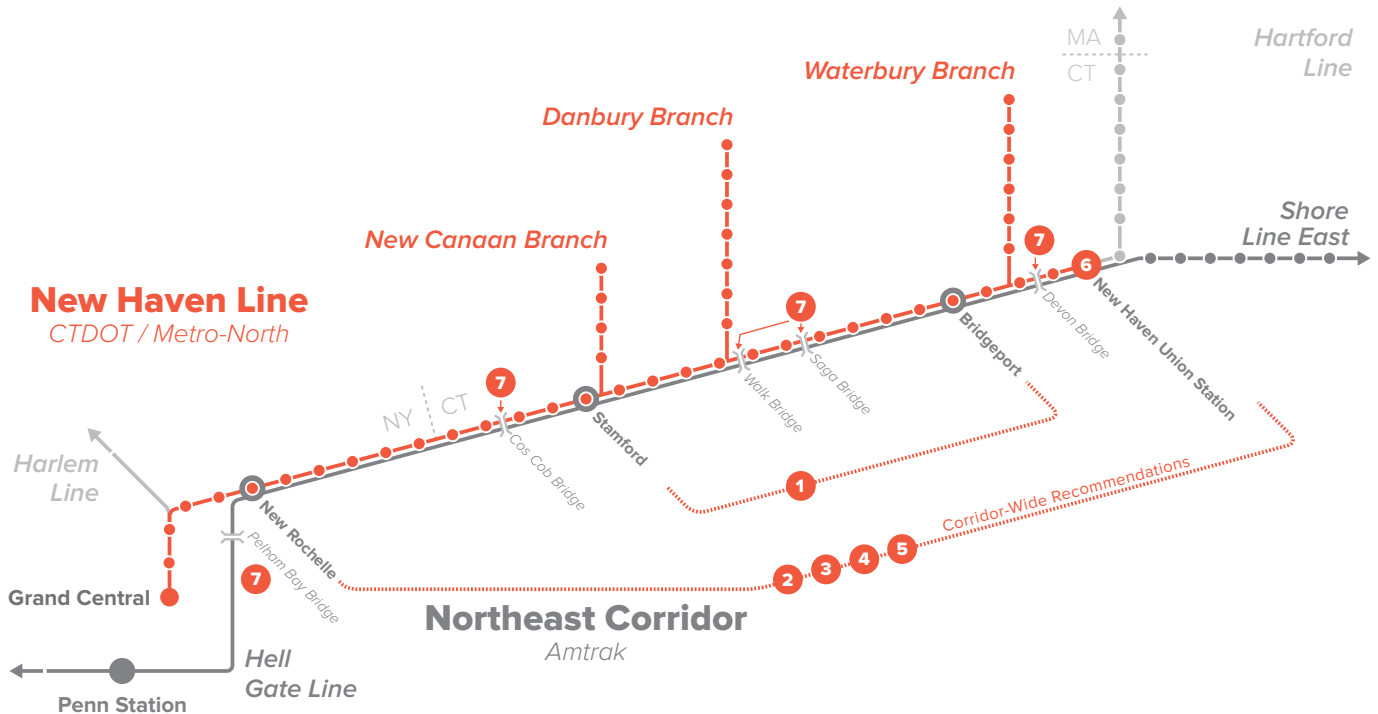 MA
CT
Hartford
Line
Waterbury Branch
Danbury Branch
New Canaan Branch
Shore
Line East
7
6
New Haven Line
CTDOT / Metro-North
7
7
NY
CT
Cos Cob Bridge
Stamford
Walk Bridge
Saga Bridge
Bridgeport
Devon Bridge
New Haven Union Station
Harlem
Line
1
Corridor-Wide Recommendations
New Rochelle
Pelham Bay Bridge
7
2
3
4
5
Grand Central
Northeast Corridor
Amtrak
Hell
Gate Line
Penn Station